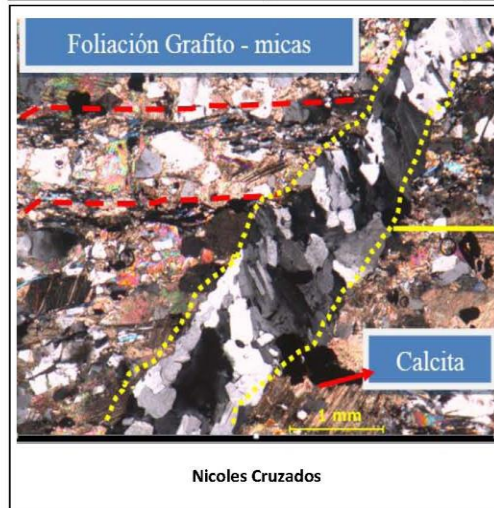 Foliación Grafito - micas
Calcita
1 mm
Nicoles Cruzados